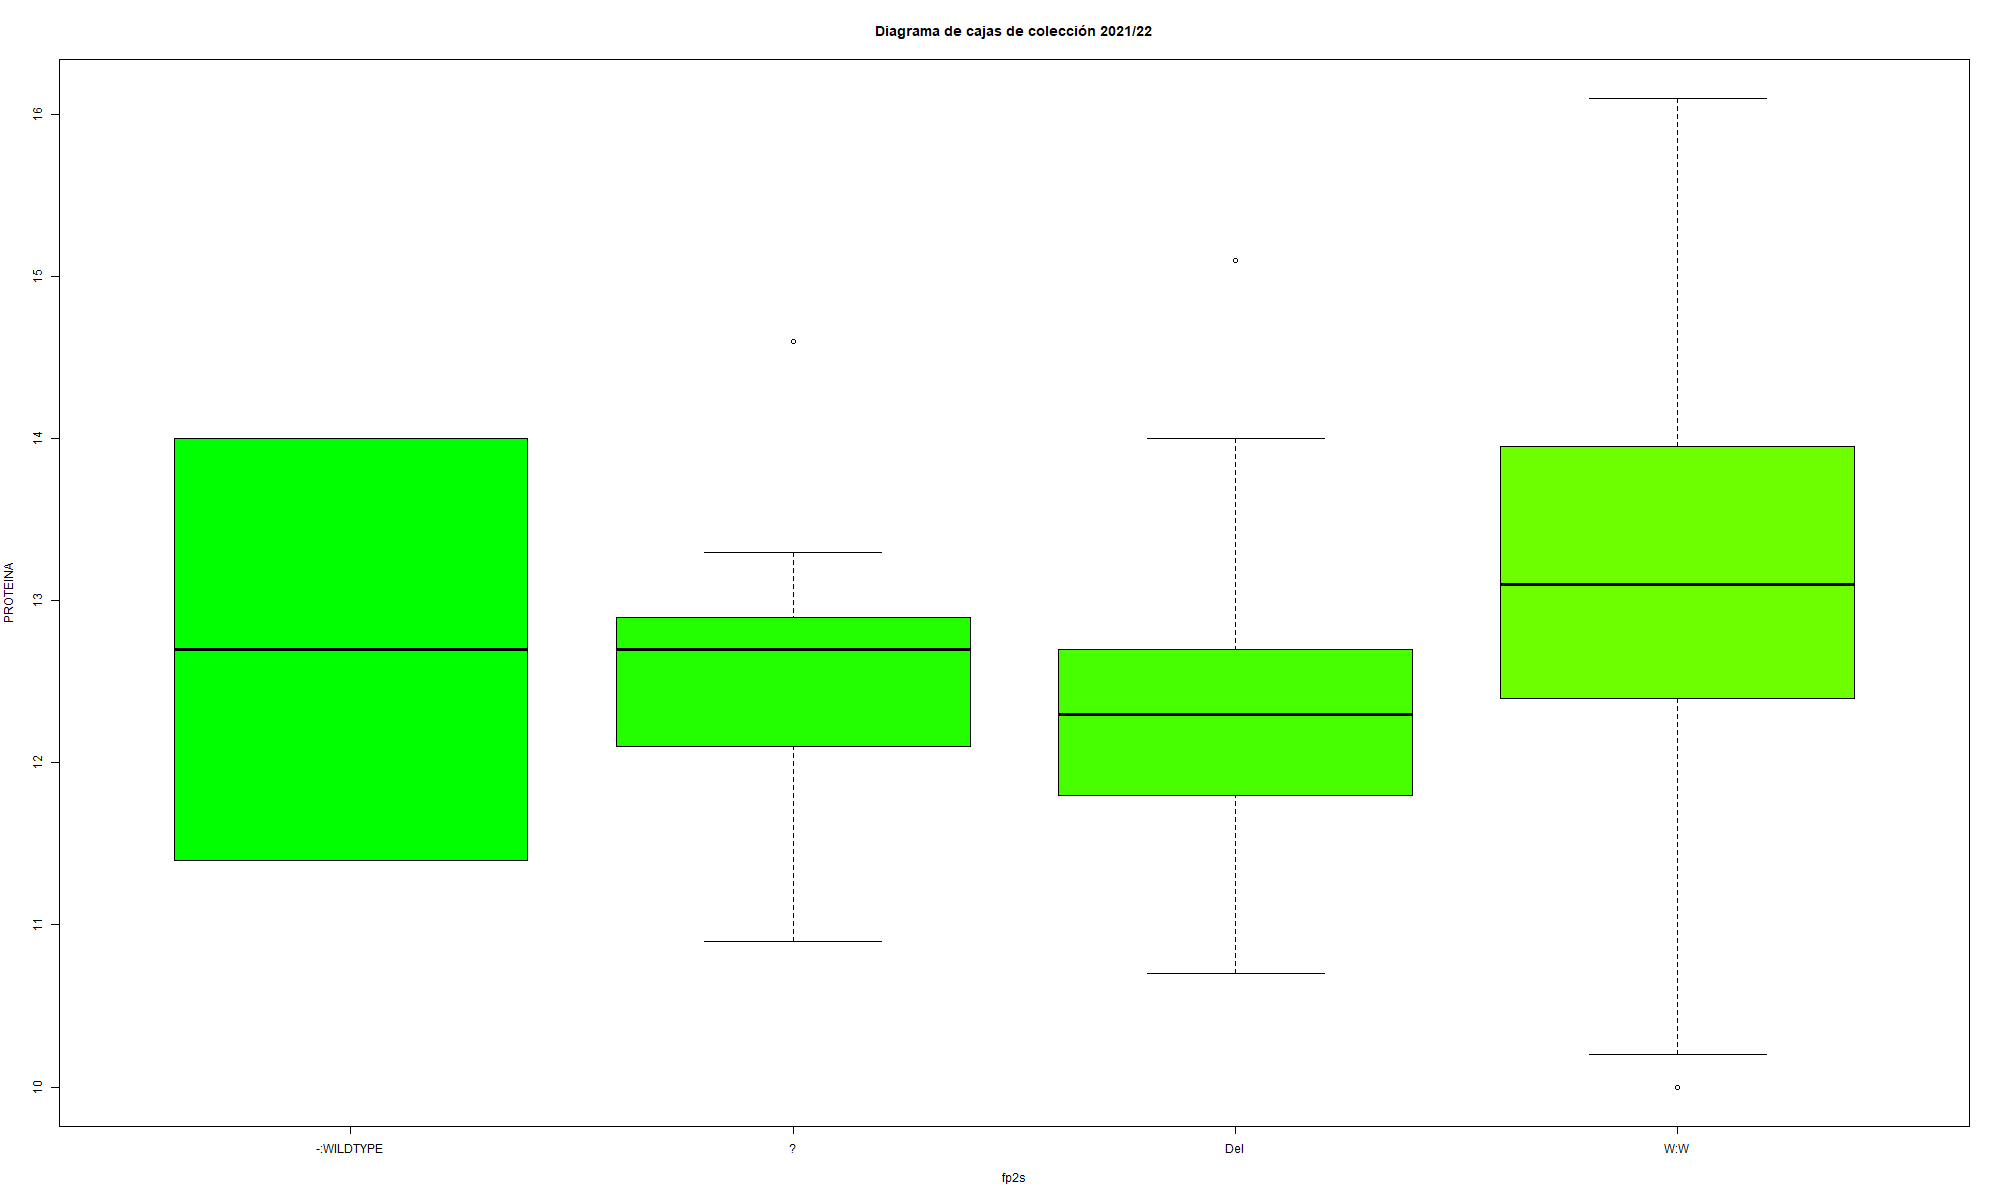 Diagrama de cajas de colección 2021/22
PROTEINA
16
15
14
13
12
11
10
-:WILDTYPE
?
Del
W:W
fp2s